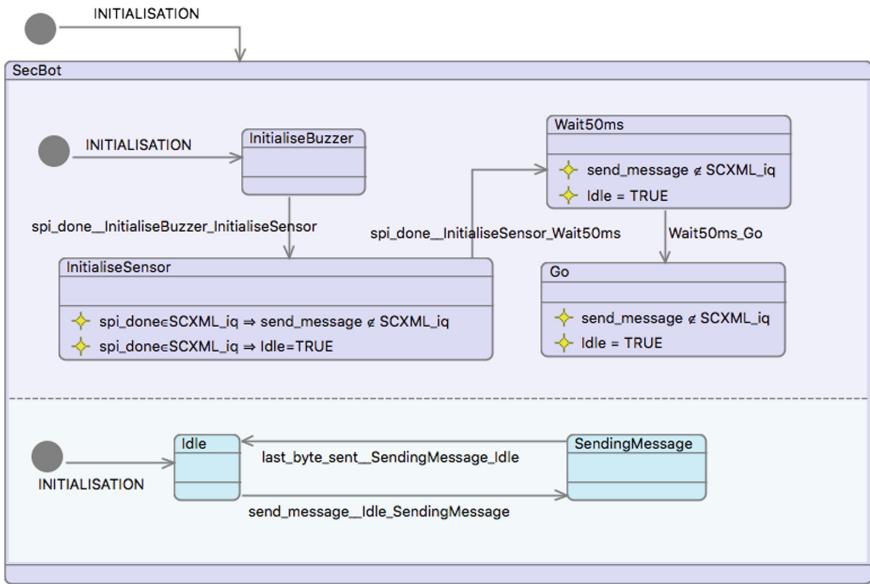 INITIALISATION
SecBot
INITIALISATION
InitialiseBuzzer
Wait50ms
send_message ∉ SCXML_iq
Idle = TRUE
spi_done__InitialiseBuzzer_InitialiseSensor
spi_done__InitialiseSensor_Wait50ms
Wait50ms_Go
InitialiseSensor
spi_done∈SCXML_iq ⇒ send_message ∉ SCXML_iq
spi_done∈SCXML_iq ⇒ Idle=TRUE
Go
send_message ∉ SCXML_iq
Idle = TRUE
INITIALISATION
Idle
SendingMessage
last_byte_sent__SendingMessage_Idle
send_message__Idle_SendingMessage